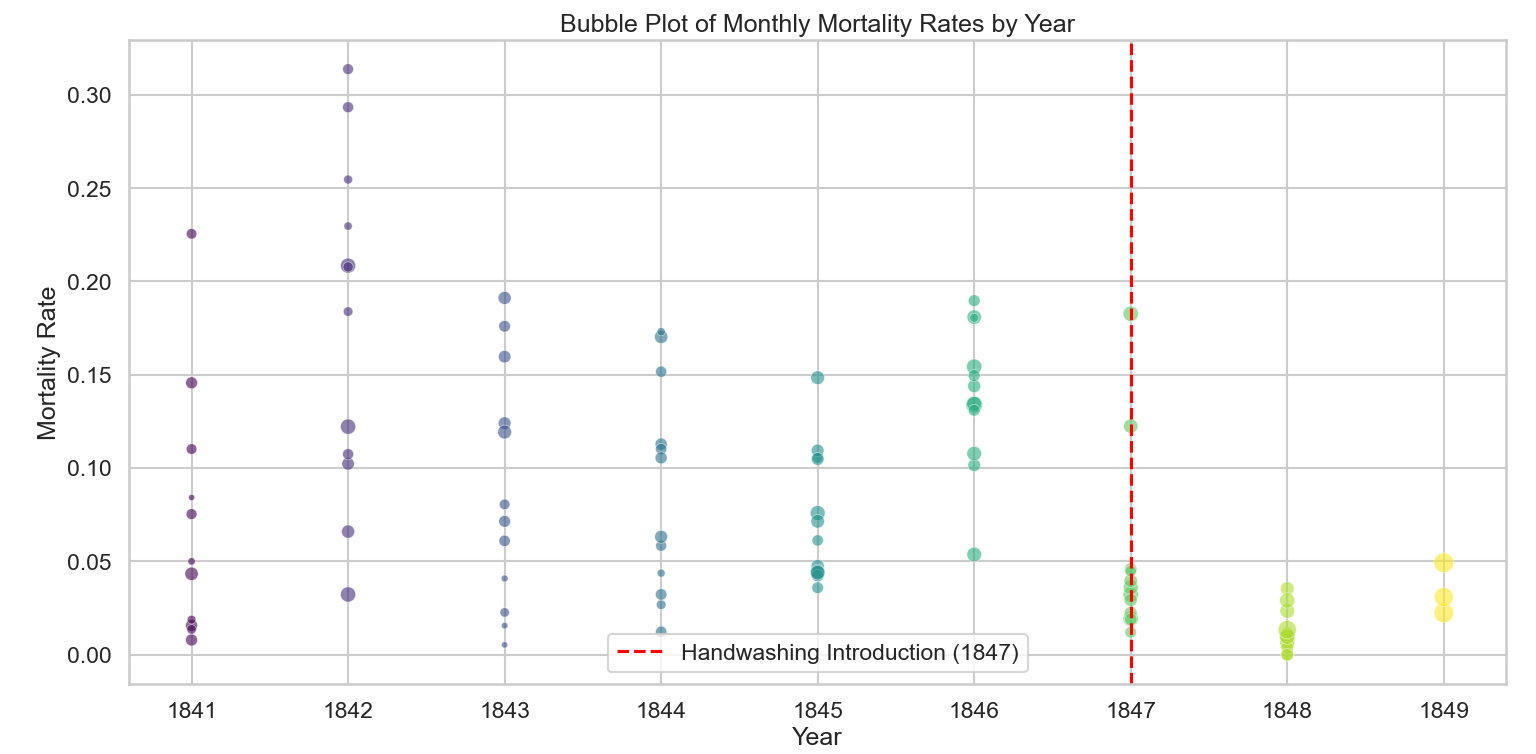 Bubble Plot of Monthly Mortality Rates by Year
Mortality Rate
0.30
0.25
0.20
0.15
0.10
0.05
0.00
Handwashing Introduction (1847)
1841 1842 1843 1844 1845 1846 1847 1848 1849
Year